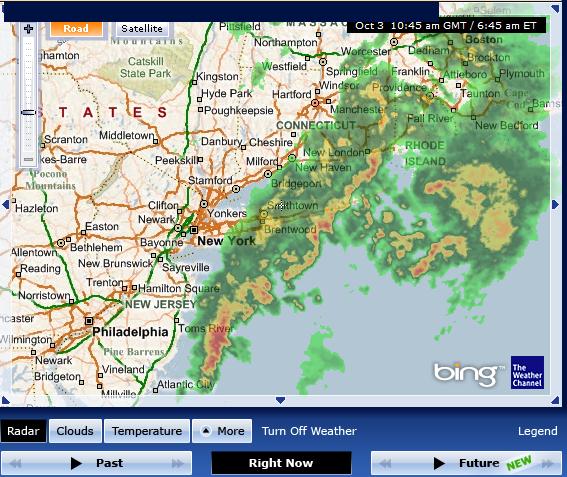 MASSAC
Oct 3 10:45 am GMT / 6:45 am ET
Road
Satellite
Pittsfield
Mountains
Northampton
Worcester
Dedham
Boston
ghamton
Catskill
State Park
Westfield
Springfield
Franklin
Brockton
Attleboro
Plymouth
Kingston
Windsor
Providence
Hartford
Taunton
Cape
Hyde Park
Manchester
Barns
TATES
Poughkeepsie
CONNECTICUT
Fall River
New Bedford
Scranton
Middletown
Danbury
Cheshire
RHODE
ISLAND
kes-Barre
Peekskill
Milford
New London
New Haven
Pocono
Mountains
Stamford
Bridgeport
Hazleton
Clifton
Yonkers
Smithtown
Newark
Easton
Brentwood
Bayonne
New York
Allentown
Bethlehem
New Brunswick
Reading
Sayreville
Trenton
Hamilton Square
Norristown
NEW JERSEY
ncaster
Philadelphia
Toms River
Wilmington
Pine Barrens
Newark
Vineland
Bridgeton
Atlantic City
Millville
bing
The
Weather
Channel
Radar
Clouds
Temperature
More
Turn Off Weather
Legend
Past
Right Now
Future
NEW